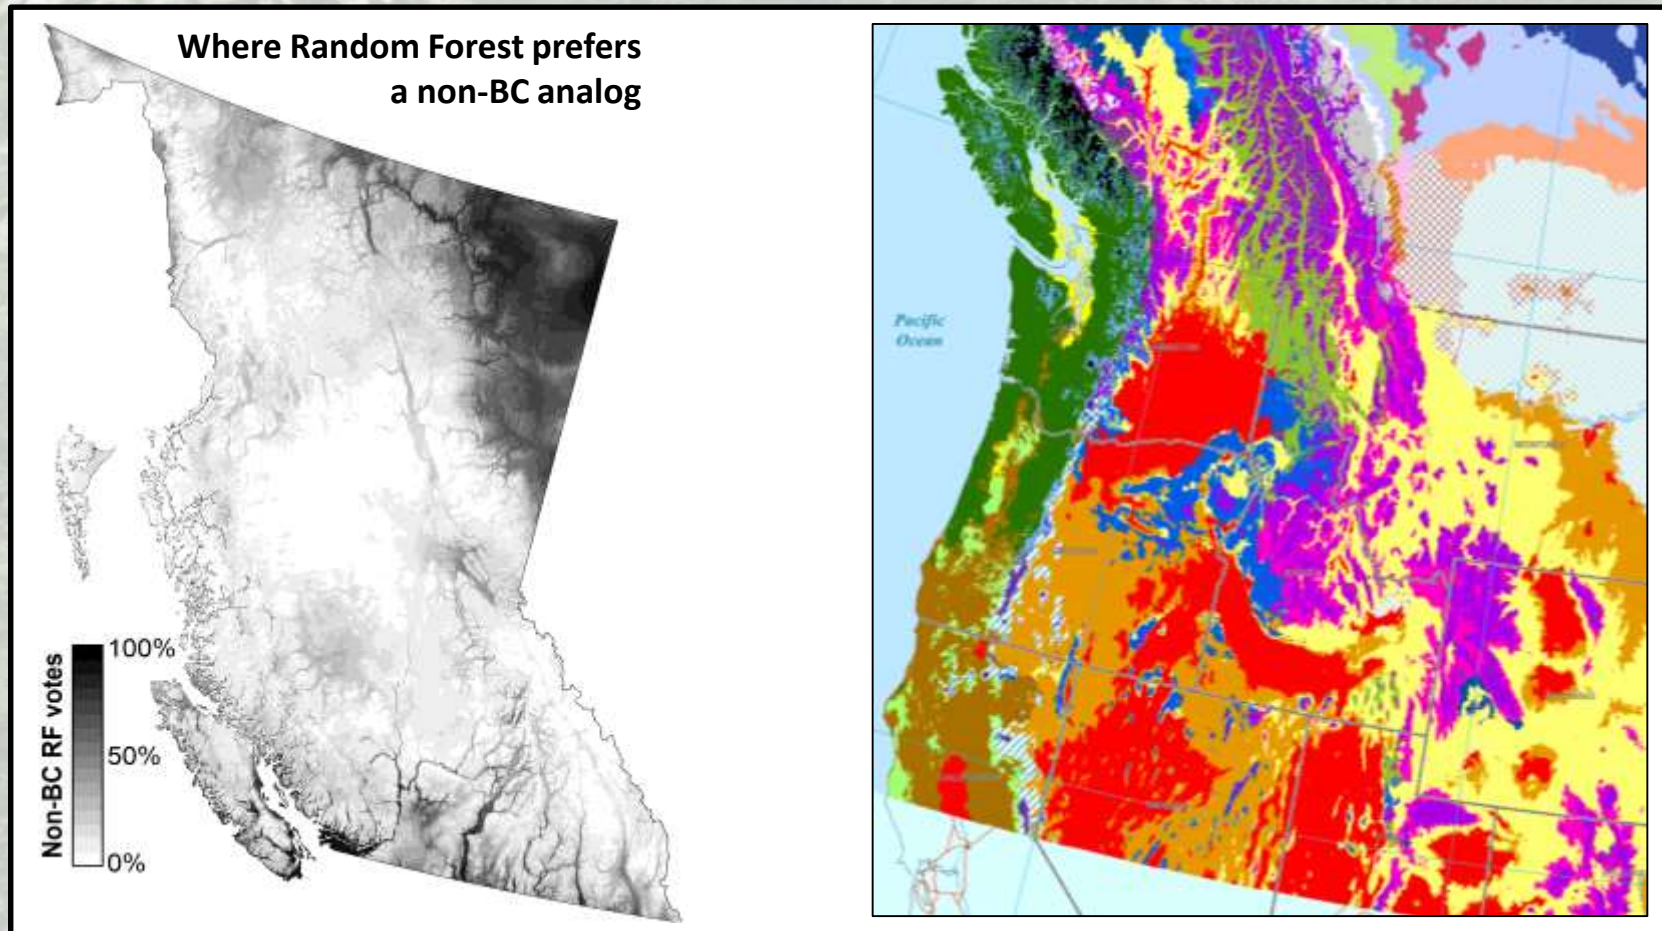 Where Random Forest prefers
a non-BC analog
Non-BC RF votes
100%
50%
0%
Pacific
Ocean